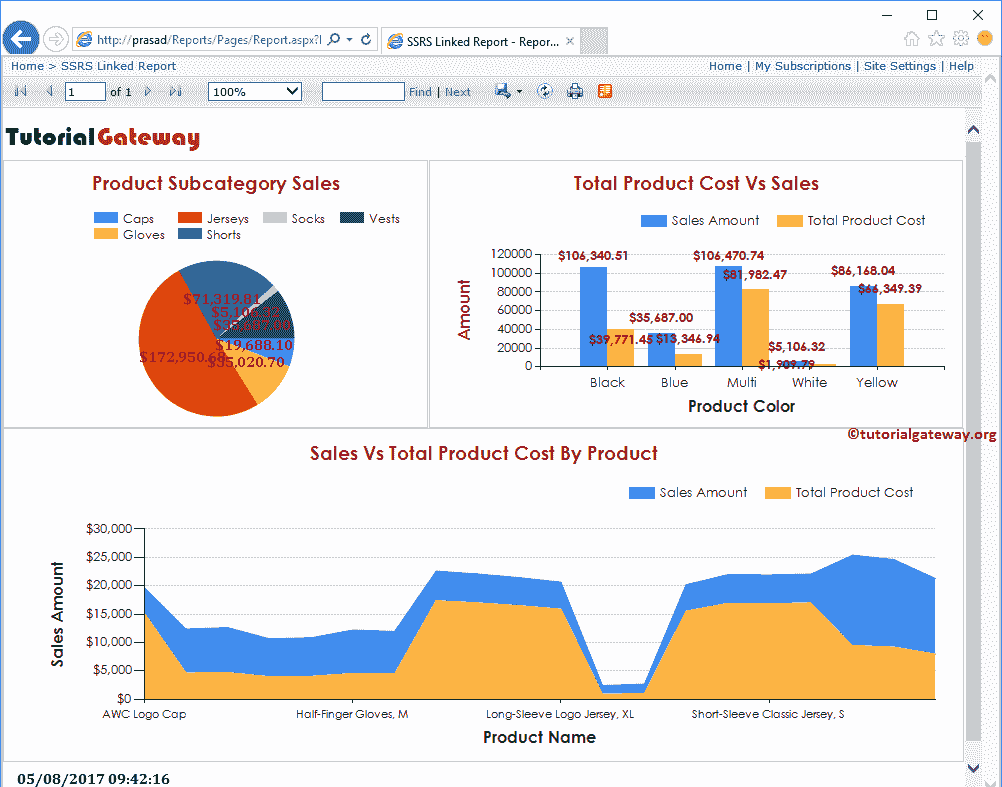 http://prasad/Reports/Pages/Report.aspx?I
SSRS Linked Report - Repor...
Home > SSRS Linked Report
Home | My Subscriptions | Site Settings | Help
1 of 1
100%
Find | Next
TutorialGateway
Product Subcategory Sales
Caps Jerseys Socks Vests
Gloves Shorts
$71,319.81
$19,688.10
$172,950.68
$35,020.70
Total Product Cost Vs Sales
Sales Amount Total Product Cost
Amount
120000
100000
80000
60000
40000
20000
0
$106,340.51
$39,771.45
$35,687.00
$13,346.94
$106,470.74
$81,982.47
$5,106.32
$1,909.79
$86,168.04
$66,349.39
Black Blue Multi White Yellow
Product Color
©tutorialgateway.org
Sales Vs Total Product Cost By Product
Sales Amount Total Product Cost
Sales Amount
$30,000
$25,000
$20,000
$15,000
$10,000
$5,000
$0
AWC Logo Cap Half-Finger Gloves, M Long-Sleeve Logo Jersey, XL Short-Sleeve Classic Jersey, S
Product Name
05/08/2017 09:42:16